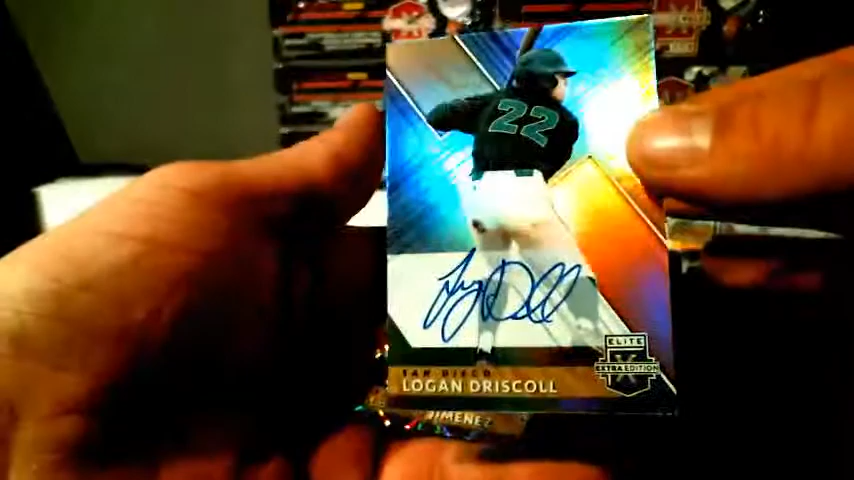 22
SAN DIEGO
LOGAN DRISCOLL
ELITE
EXTRA EDITION
JIMENEZ